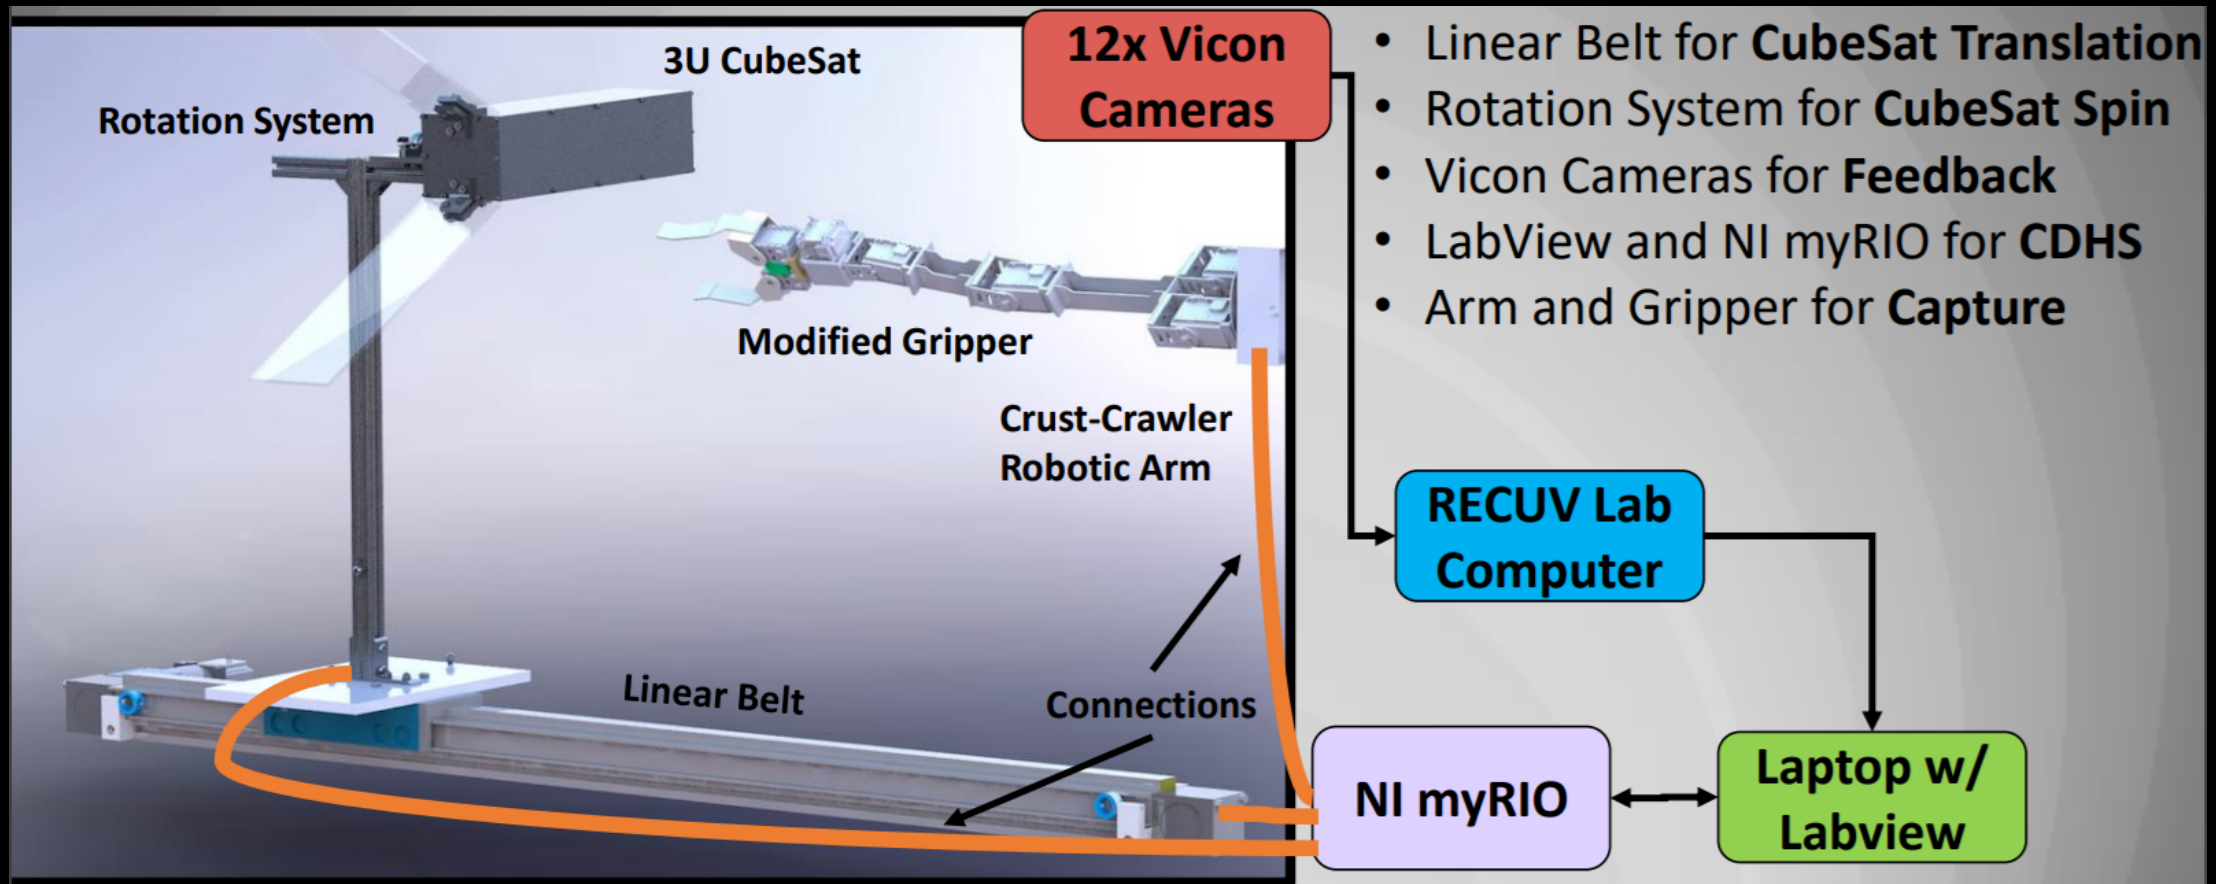 3U CubeSat
Rotation System
Modified Gripper
Crust-Crawler
Robotic Arm
Linear Belt
Connections
12x Vicon
Cameras
• Linear Belt for CubeSat Translation
• Rotation System for CubeSat Spin
• Vicon Cameras for Feedback
• LabView and NI myRIO for CDHS
• Arm and Gripper for Capture
RECUV Lab
Computer
NI myRIO
Laptop w/
Labview